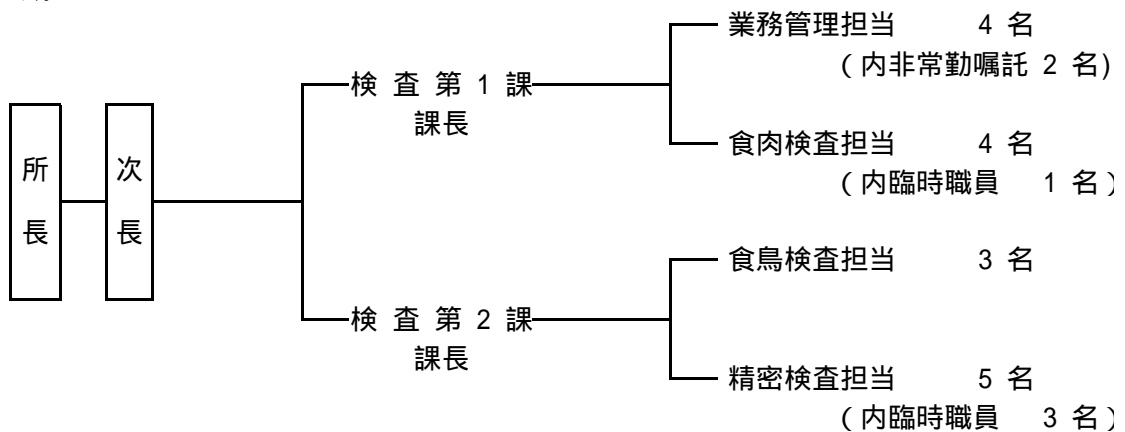 業務管理担当 4 名
(内非常勤嘱託 2 名)
検 査 第 1 課
課長
食肉検査担当 4 名
(内臨時職員 1 名)
所長
次長
食鳥検査担当 3 名
検 査 第 2 課
課長
精密検査担当 5 名
(内臨時職員 3 名)